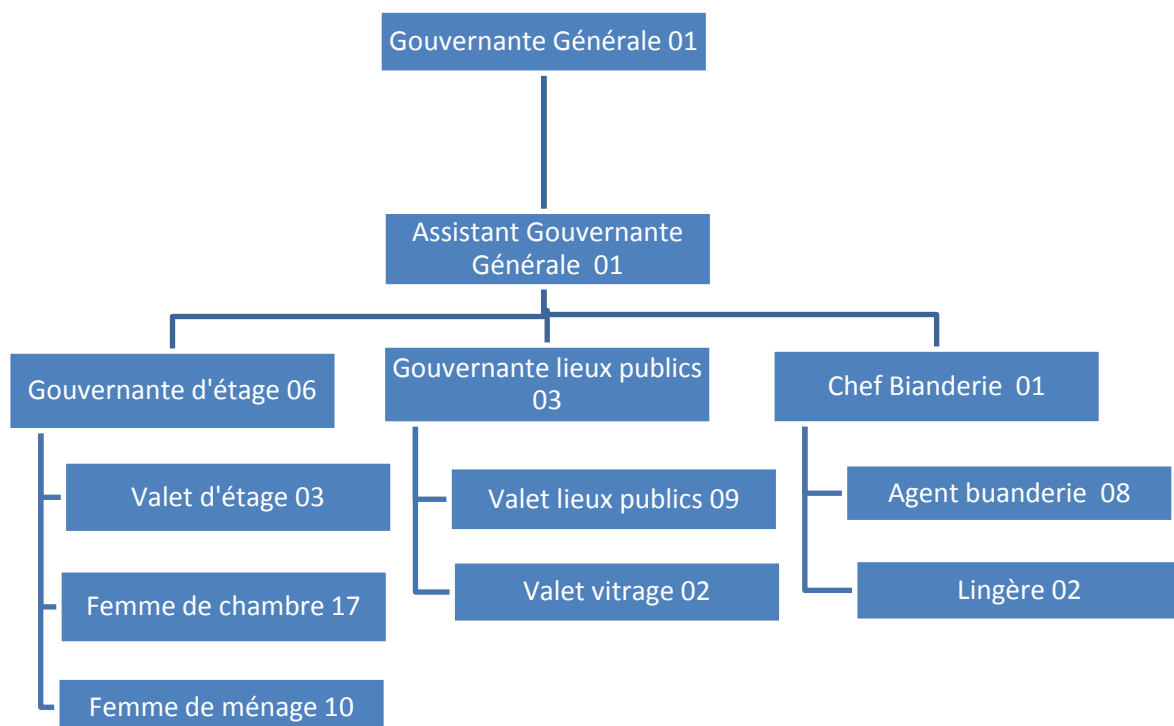 Gouvernante Générale 01
Assistant Gouvernante
Générale 01
Gouvernante d'étage 06
Valet d'étage 03
Femme de chambre 17
Femme de ménage 10
Gouvernante lieux publics
03
Valet lieux publics 09
Valet vitrage 02
Chef Bianderie 01
Agent buanderie 08
Lingère 02